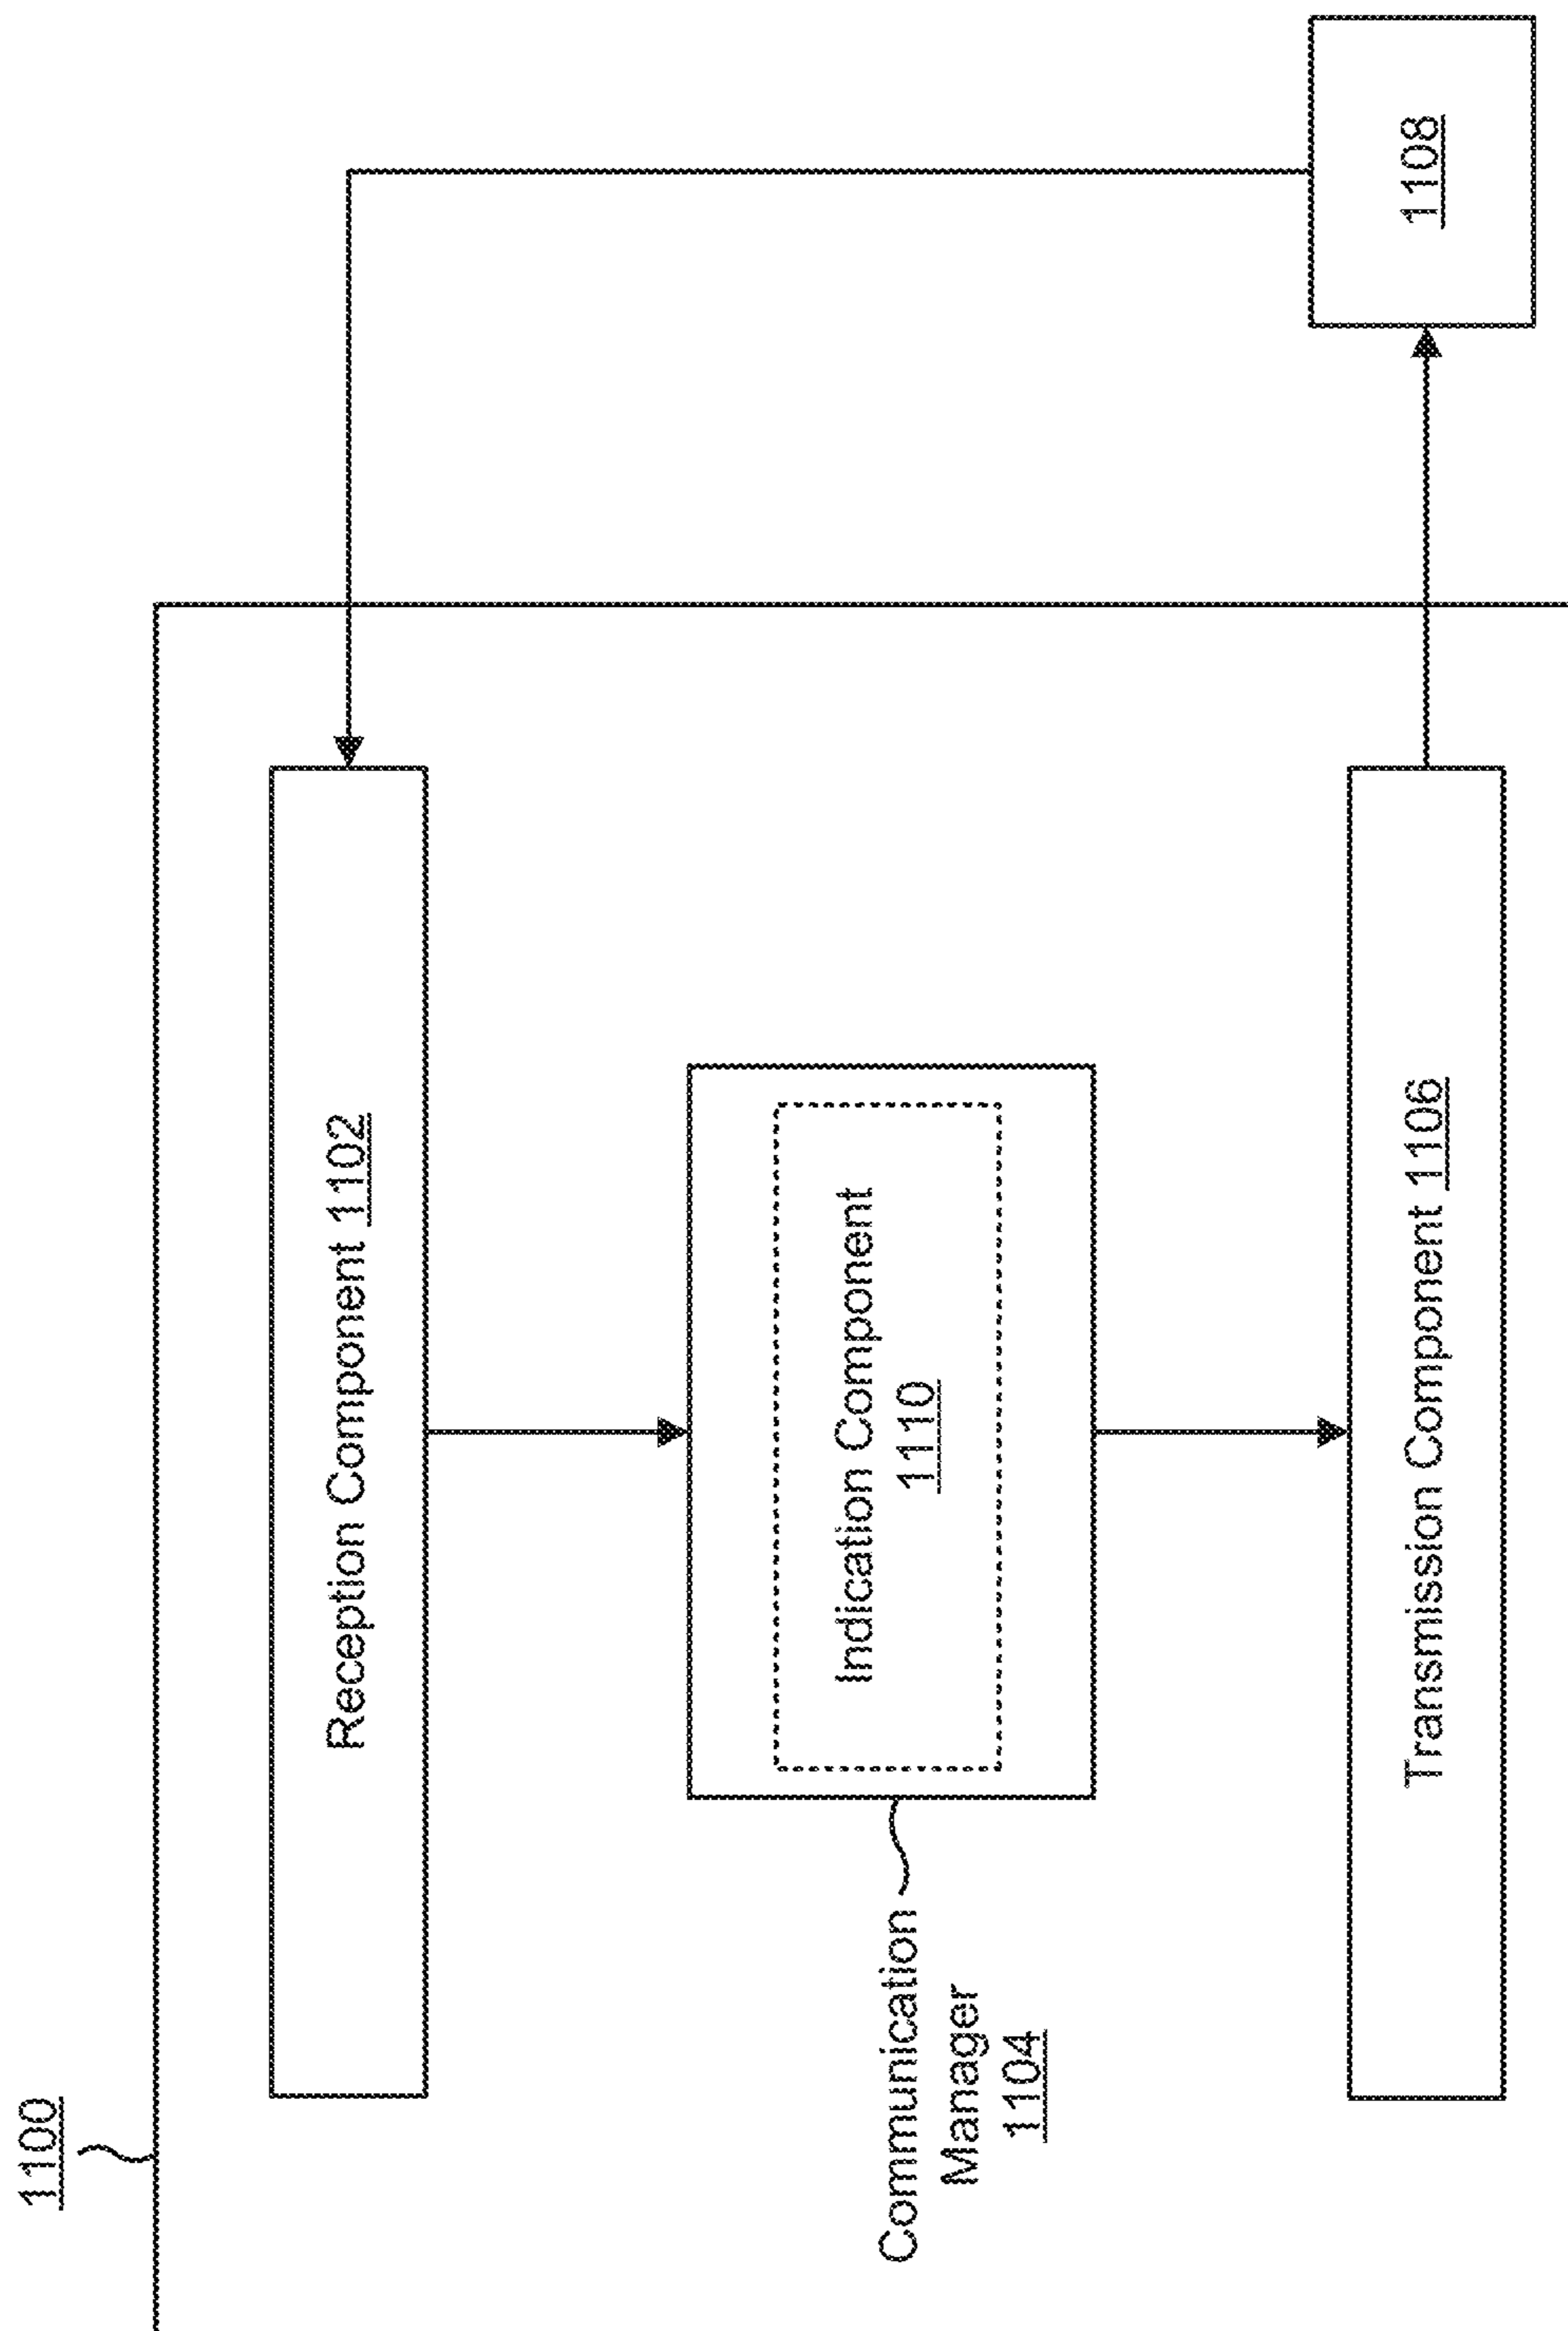 1100
Reception Component 1102
1108
Indication Component
1110
Communication
Manager
1104
Transmission Component 1106